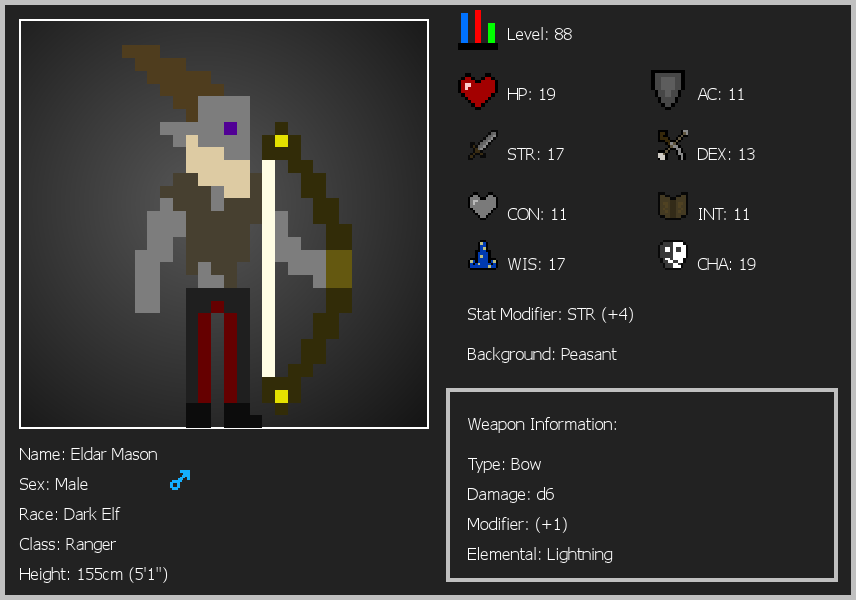 Level: 88
HP: 19
AC: 11
STR: 17
DEX: 13
CON: 11
INT: 11
WIS: 17
CHA: 19
Stat Modifier: STR (+4)
Background: Peasant
Weapon Information:
Type: Bow
Damage: d6
Modifier: (+1)
Elemental: Lightning
Name: Eldar Mason
Sex: Male
Race: Dark Elf
Class: Ranger
Height: 155cm (5'1")